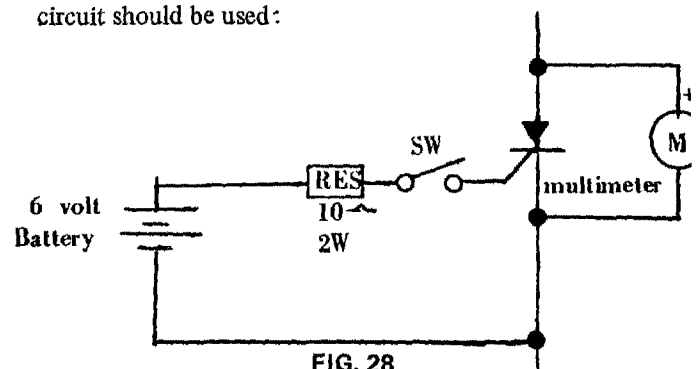 circuit should be used:
+
SW
M
RES
multimeter
6 volt
10~
Battery
2W
FIG. 28